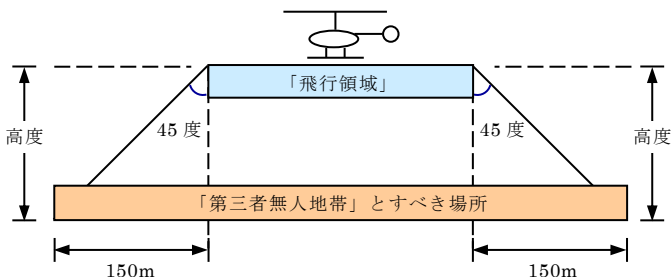 「飛行領域」
高度
45 度
45 度
高度
「第三者無人地帯」とすべき場所
150m
150m